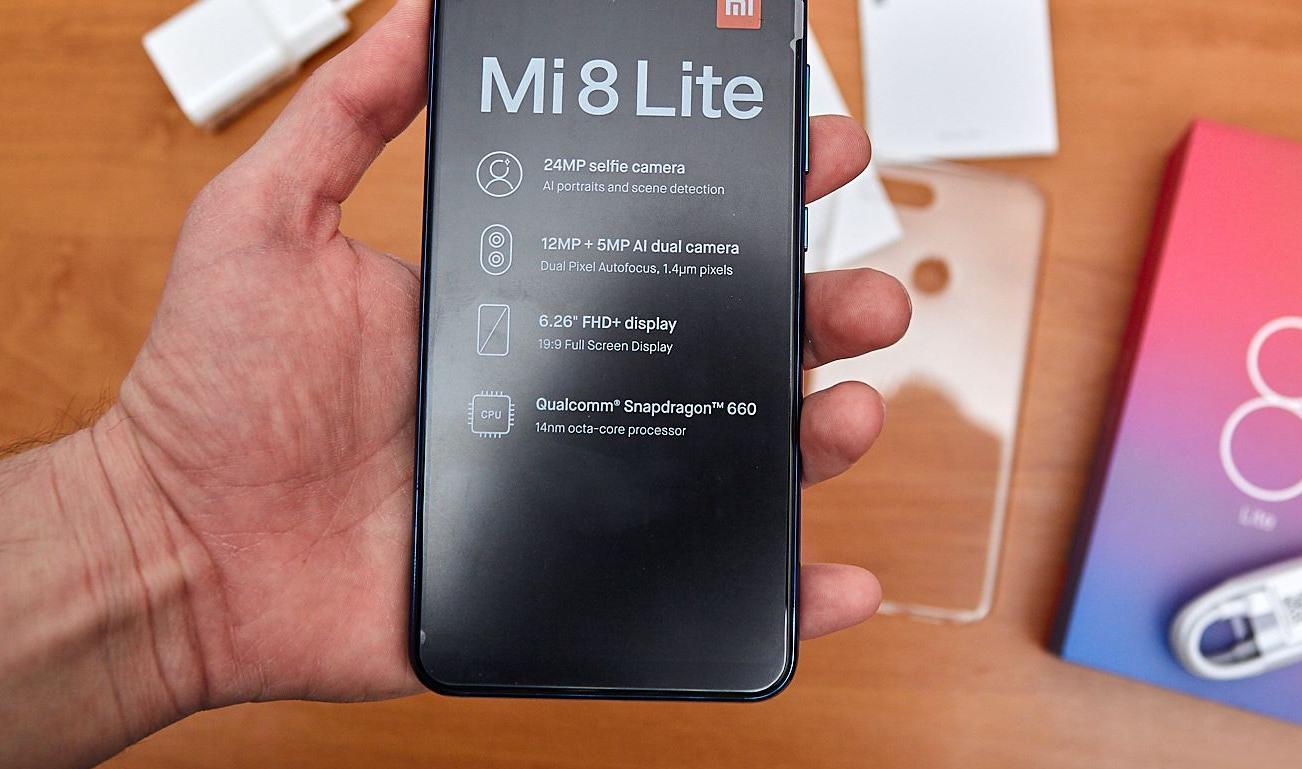 mi
Mi 8 Lite
24MP selfie camera
AI portraits and scene detection
12MP + 5MP AI dual camera
Dual Pixel Autofocus, 1.4μm pixels
6.26" FHD+ display
19:9 Full Screen Display
CPU
Qualcomm® Snapdragon™ 660
14nm octa-core processor
8
Lite